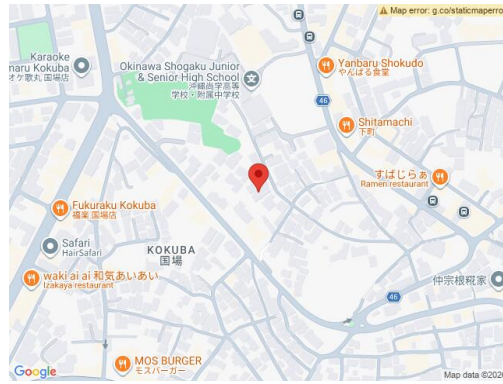 Map error: g.co/staticmaperro
Karaoke
maru Kokuba
オケ歌丸 国場店
Okinawa Shogaku Junior
& Senior High School
沖縄尚学高等
学校・附属中学校
Yanbaru Shokudo
やんばる食堂
46
Shitamachi
下町
すばじらぁ
Ramen restaurant
Fukuraku Kokuba
福楽 国場店
Safari
HairSafari
KOKUBA
国場
waki ai ai 和気あいあい
Izakaya restaurant
仲宗根糀家
46
MOS BURGER
モスバーガー
Google
Map data ©202